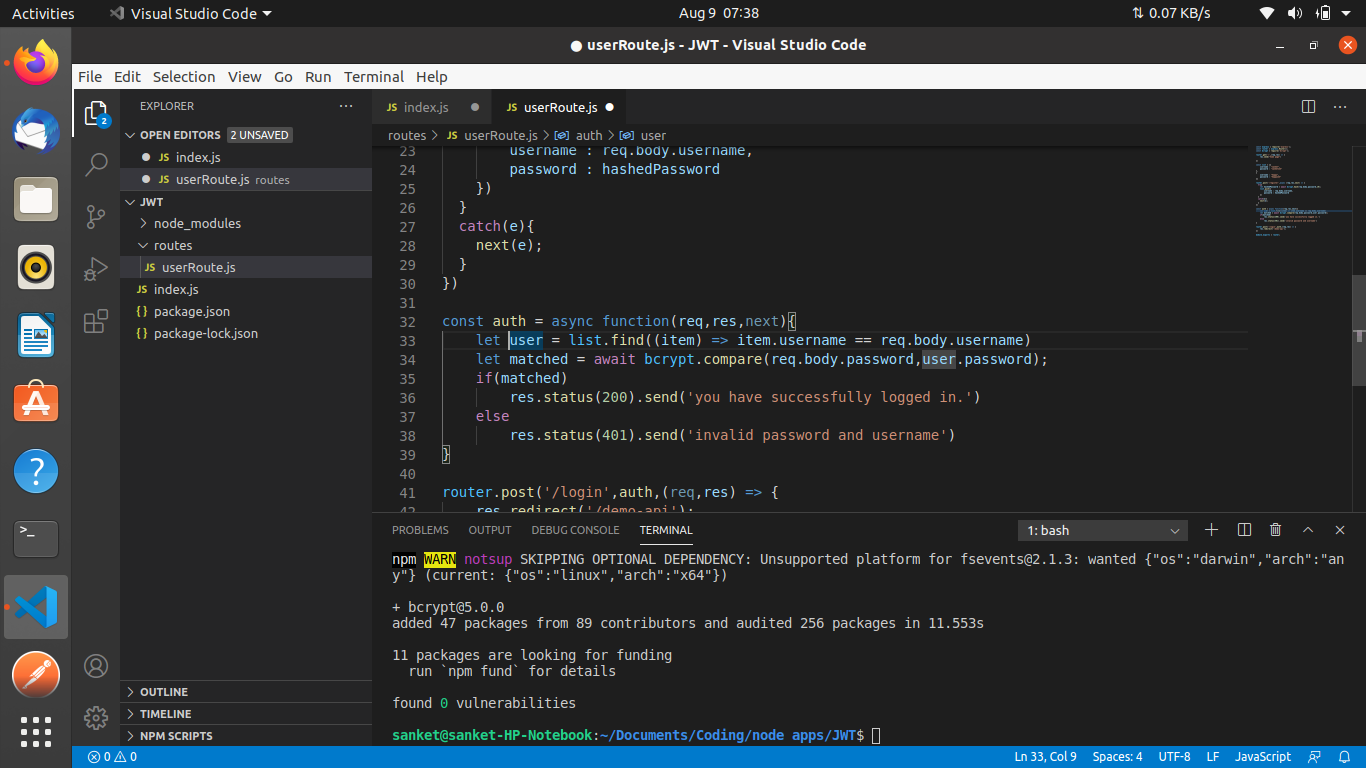 Activities Visual Studio Code Aug 9 07:38 0.07 KB/s
userRoute.js - JWT - Visual Studio Code
File Edit Selection View Go Run Terminal Help
EXPLORER
OPEN EDITORS 2 UNSAVED
JS index.js
JS userRoute.js routes
JWT
node_modules
routes
JS userRoute.js
JS index.js
{} package.json
{} package-lock.json
OUTLINE
TIMELINE
NPM SCRIPTS
2
JS index.js JS userRoute.js
routes > JS userRoute.js > auth > user
23 username : req.body.username,
24 password : hashedPassword
25 })
26 }
27 catch(e){
28 next(e);
29 }
30 })
31
32 const auth = async function(req,res,next){
33 let user = list.find((item) => item.username == req.body.username)
34 let matched = await bcrypt.compare(req.body.password,user.password);
35 if(matched)
36 res.status(200).send('you have successfully logged in.')
37 else
38 res.status(401).send('invalid password and username')
39 }
40
41 router.post('/login',auth,(req,res) => {
42 res.redirect('/demo-api');
PROBLEMS OUTPUT DEBUG CONSOLE TERMINAL 1: bash
npm WARN notsup SKIPPING OPTIONAL DEPENDENCY: Unsupported platform for fsevents@2.1.3: wanted {"os":"darwin","arch":"an
y"} (current: {"os":"linux","arch":"x64"})
+ bcrypt@5.0.0
added 47 packages from 89 contributors and audited 256 packages in 11.553s
11 packages are looking for funding
run `npm fund` for details
found 0 vulnerabilities
sanket@sanket-HP-Notebook:~/Documents/Coding/node apps/JWT$
0 0 Ln 33, Col 9 Spaces: 4 UTF-8 LF JavaScript